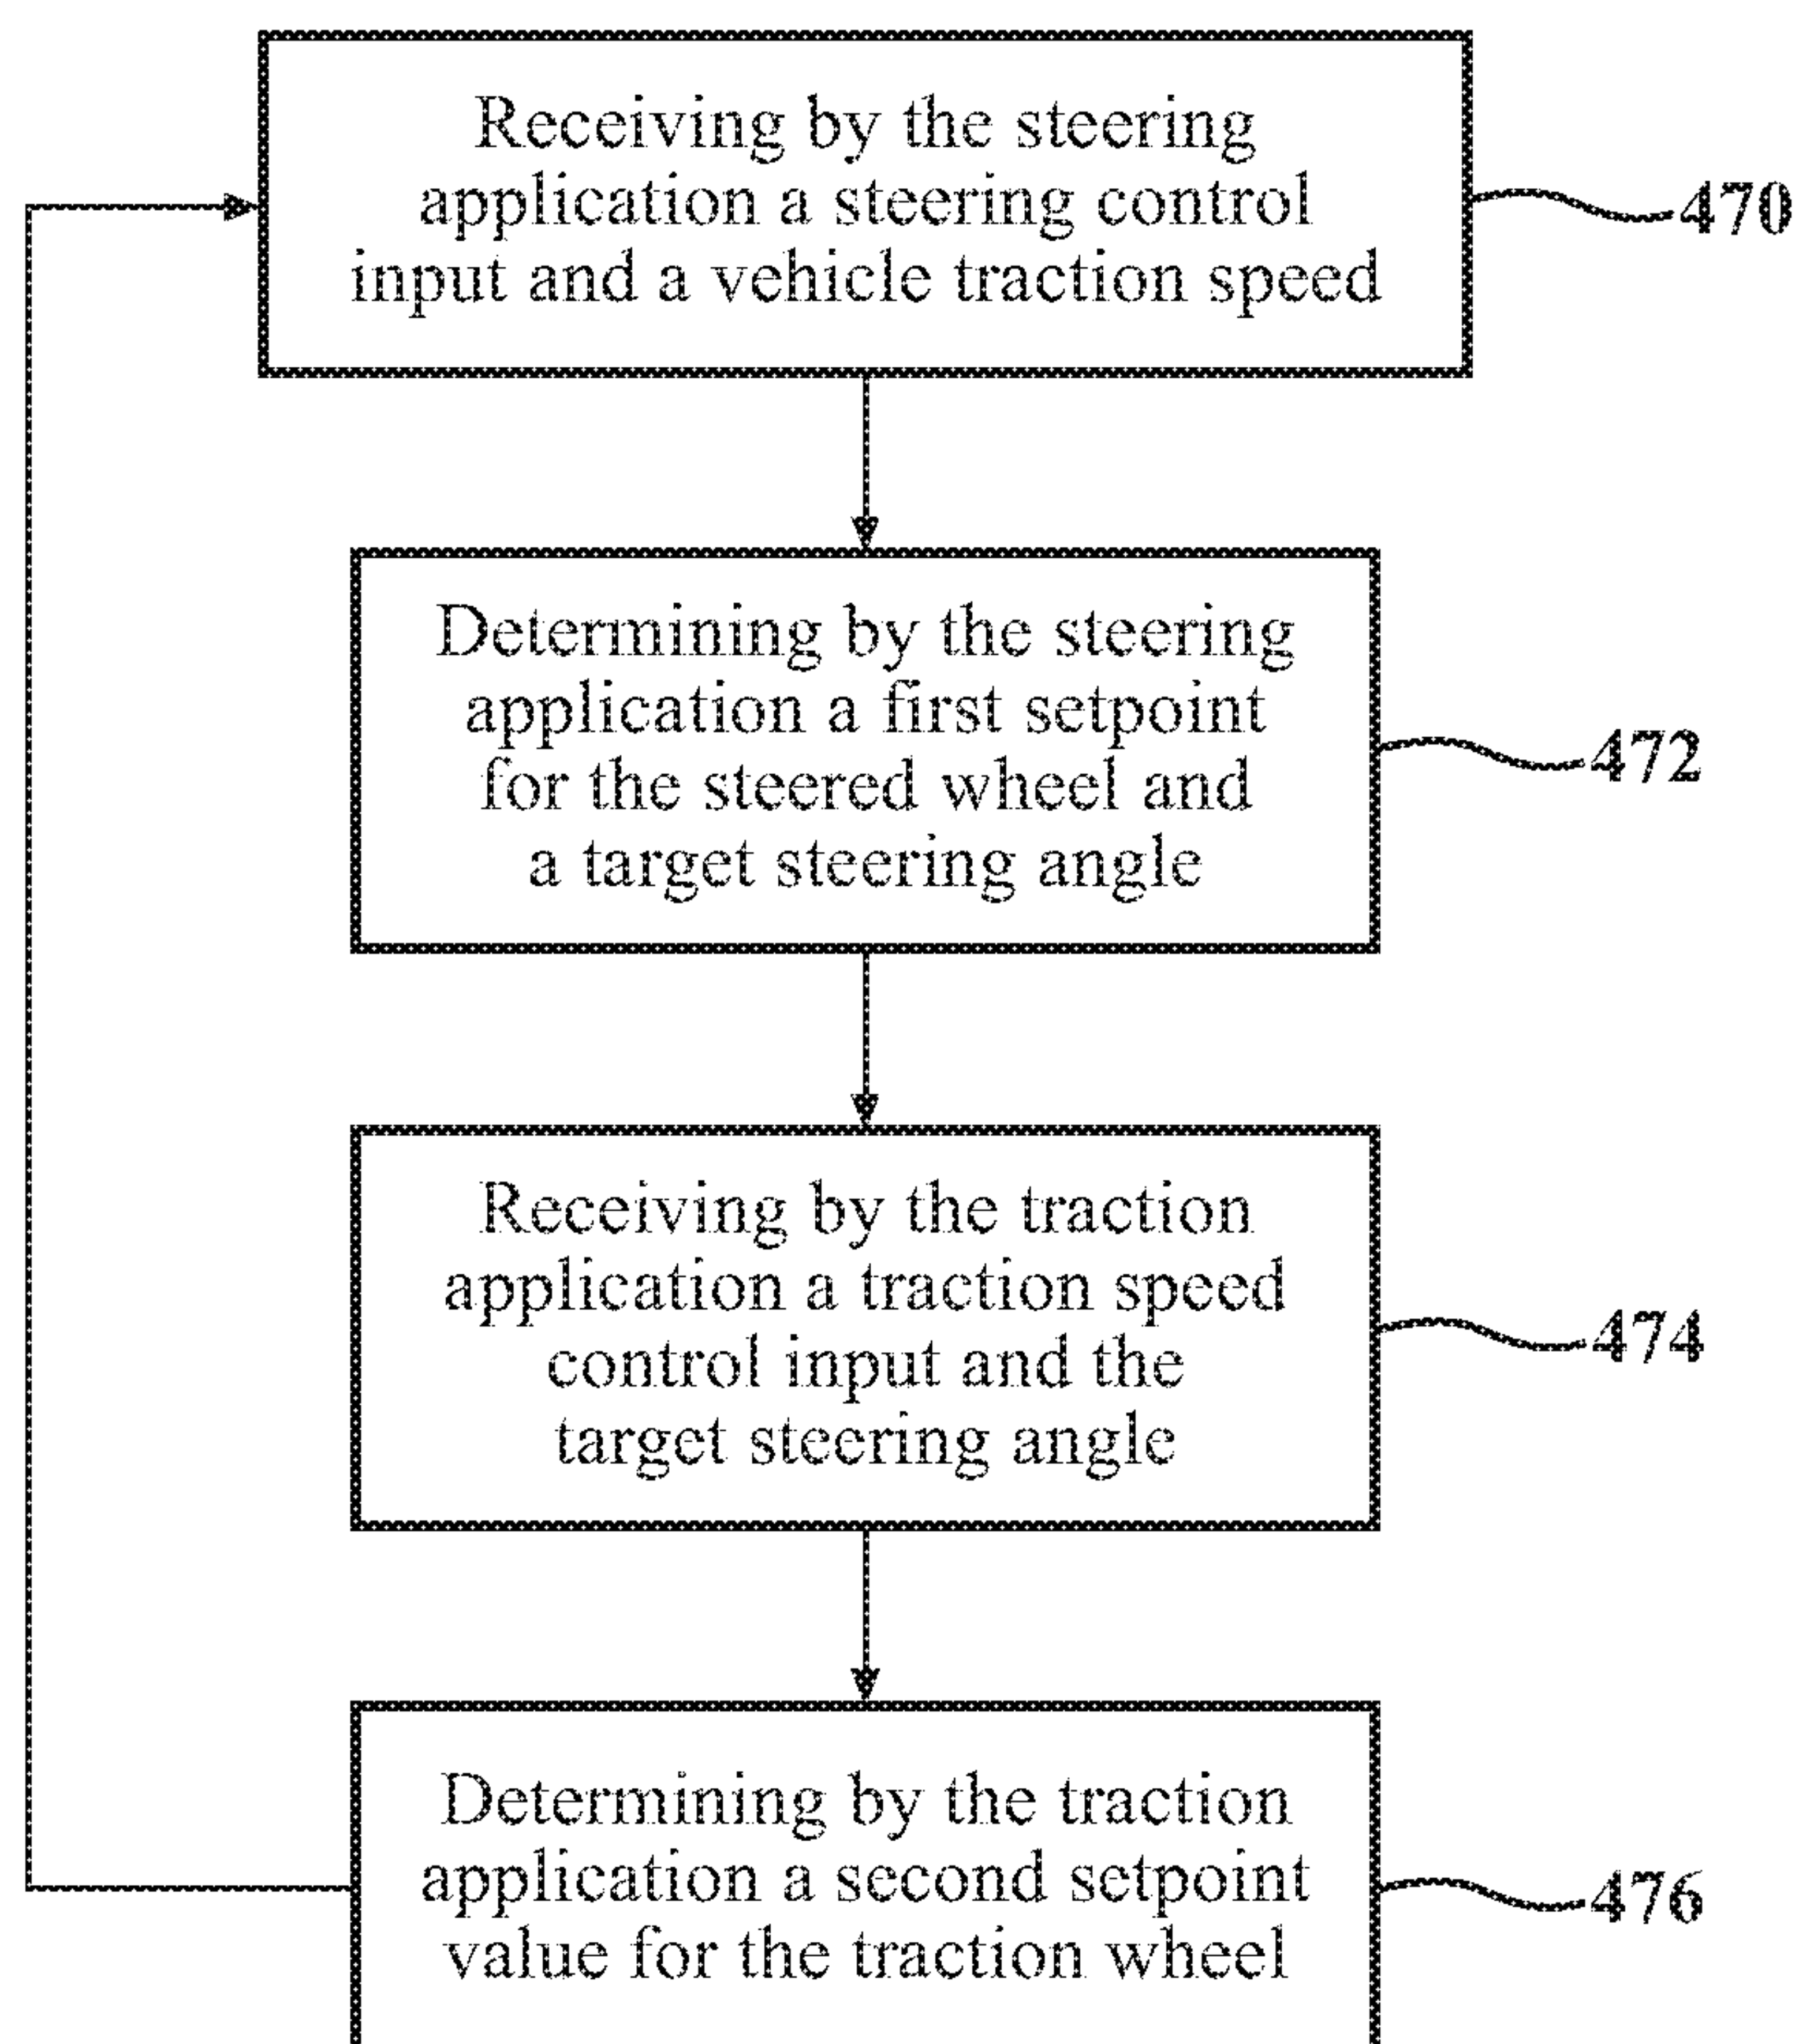 Receiving by the steering
application a steering control
input and a vehicle traction speed
470
Determining by the steering
application a first setpoint
for the steered wheel and
a target steering angle
472
Receiving by the traction
application a traction speed
control input and the
target steering angle
474
Determining by the traction
application a second setpoint
value for the traction wheel
476